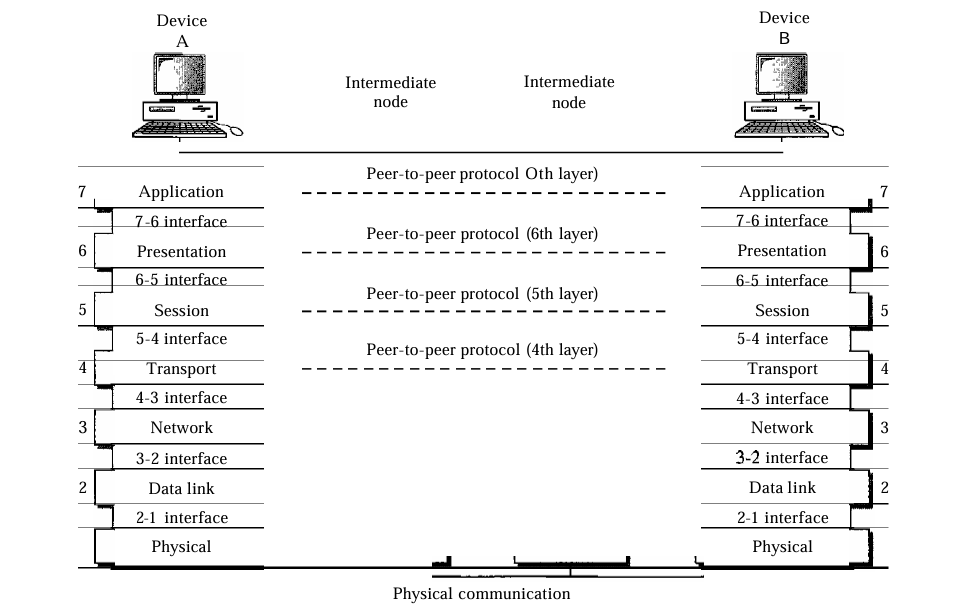 Device
A
Device
B
Intermediate
node
Intermediate
node
Peer-to-peer protocol Oth layer)
7 Application
Application 7
7-6 interface
7-6 interface
Peer-to-peer protocol (6th layer)
6 Presentation
Presentation 6
6-5 interface
6-5 interface
Peer-to-peer protocol (5th layer)
5 Session
Session 5
5-4 interface
5-4 interface
Peer-to-peer protocol (4th layer)
4 Transport
Transport 4
4-3 interface
4-3 interface
3 Network
Network 3
3-2 interface
3-2 interface
2 Data link
Data link 2
2-1 interface
2-1 interface
Physical
Physical
Physical communication